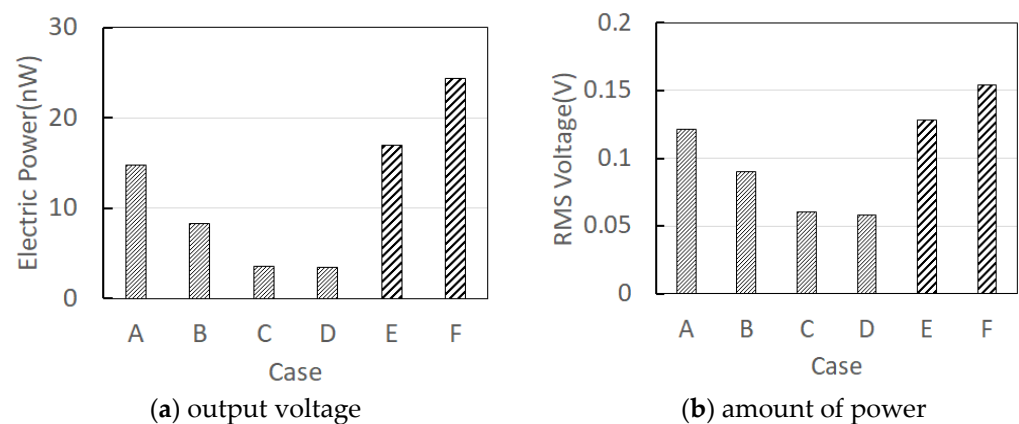 Electric Power(nW)
30
20
10
0
A B C D E F
Case
(a) output voltage
RMS Voltage(V)
0.2
0.15
0.1
0.05
0
A B C D E F
Case
(b) amount of power